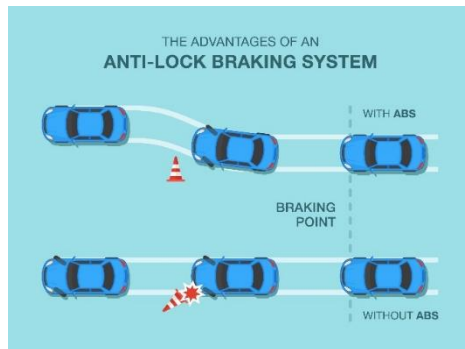 THE ADVANTAGES OF AN
ANTI-LOCK BRAKING SYSTEM
WITH ABS
BRAKING
POINT
WITHOUT ABS